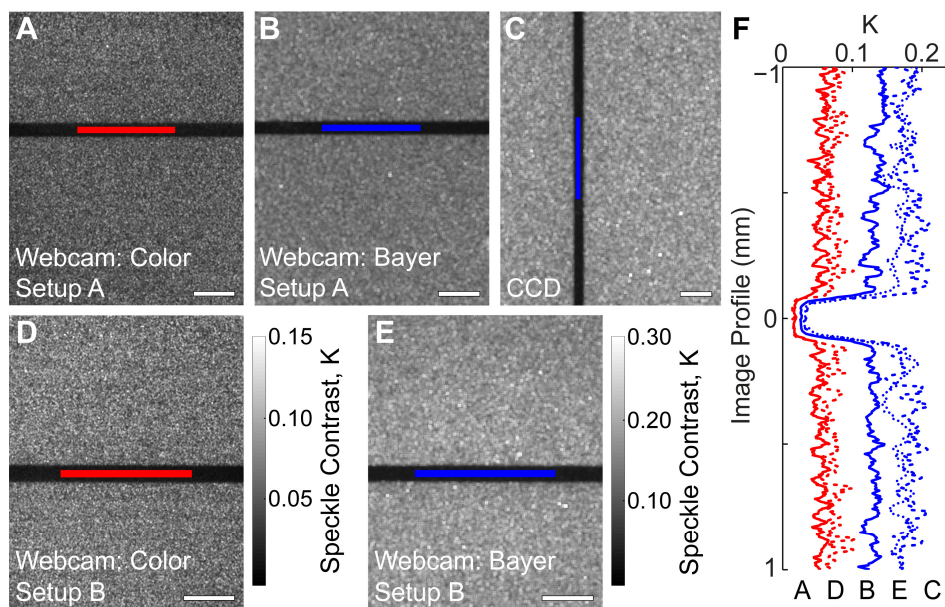 A
Webcam: Color
Setup A
B
Webcam: Bayer
Setup A
C
CCD
D
Webcam: Color
Setup B
0.15
0.10
0.05
Speckle Contrast, K
E
Webcam: Bayer
Setup B
0.30
0.20
0.10
Speckle Contrast, K
F
K
0 0.1 0.2
−1
0
1
Image Profile (mm)
A D B E C